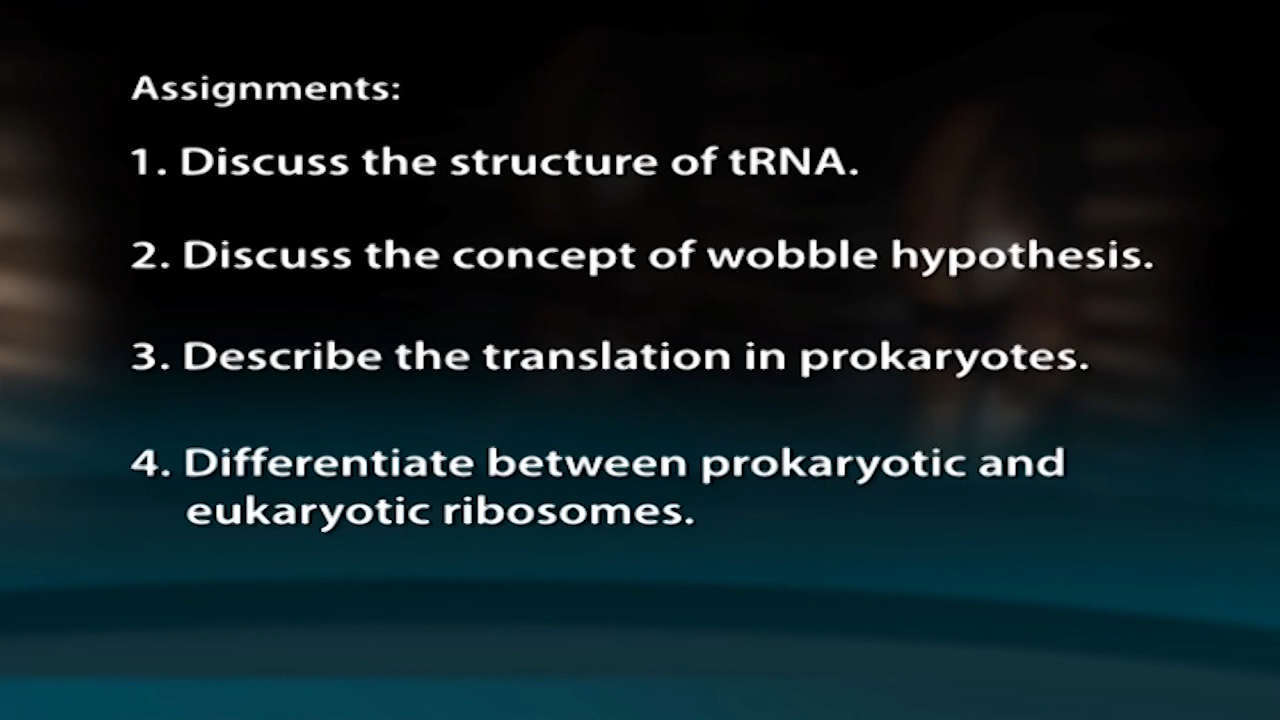 Assignments:
1. Discuss the structure of tRNA.
2. Discuss the concept of wobble hypothesis.
3. Describe the translation in prokaryotes.
4. Differentiate between prokaryotic and
eukaryotic ribosomes.